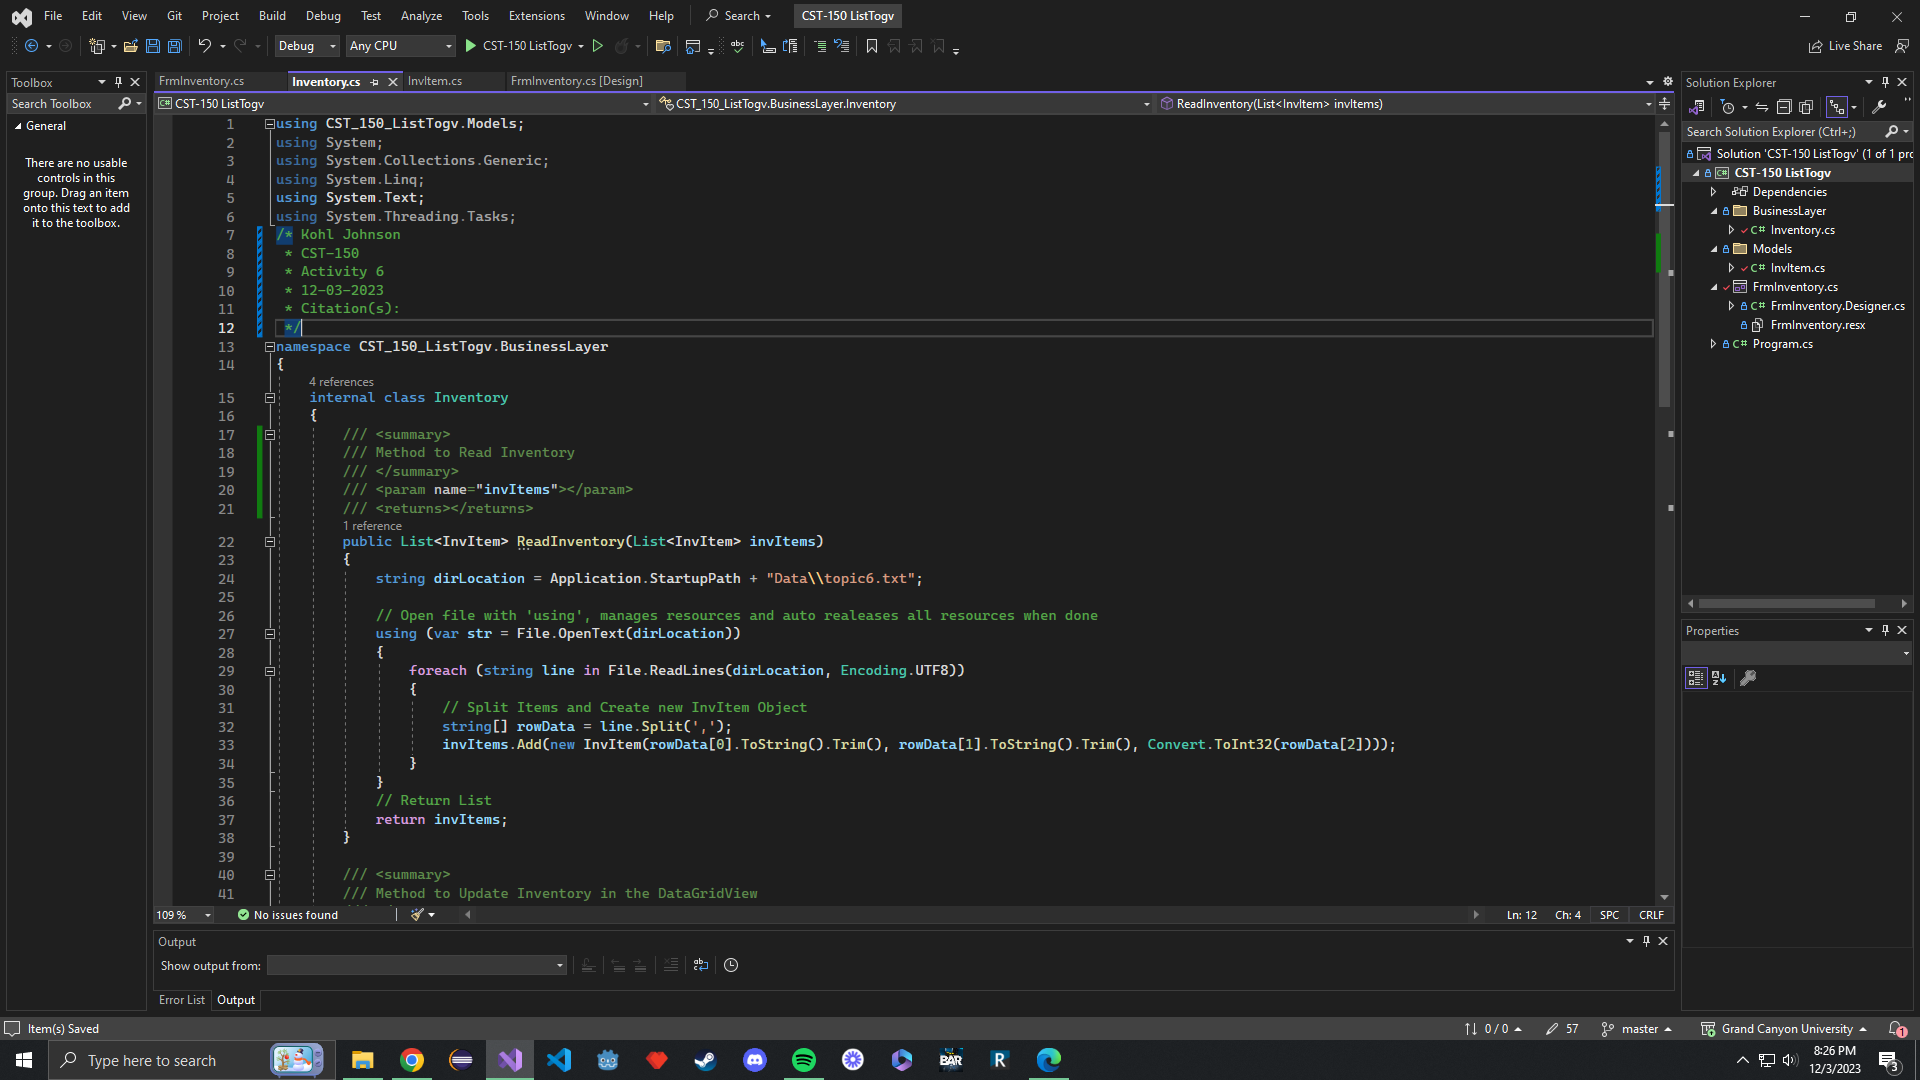 File Edit View Git Project Build Debug Test Analyze Tools Extensions Window Help Search CST-150 ListTogv
Debug Any CPU CST-150 ListTogv Live Share
Toolbox
Search Toolbox
General
There are no usable
controls in this
group. Drag an item
onto this text to add
it to the toolbox.
FrmInventory.cs Inventory.cs InvItem.cs FrmInventory.cs [Design]
CST-150 ListTogv CST_150_ListTogv.BusinessLayer.Inventory ReadInventory(List<InvItem> invItems)
1 using CST_150_ListTogv.Models;
2 using System;
3 using System.Collections.Generic;
4 using System.Linq;
5 using System.Text;
6 using System.Threading.Tasks;
7 /* Kohl Johnson
8 * CST-150
9 * Activity 6
10 * 12-03-2023
11 * Citation(s):
12 */
13 namespace CST_150_ListTogv.BusinessLayer
14 {
4 references
15 internal class Inventory
16 {
17 /// <summary>
18 /// Method to Read Inventory
19 /// </summary>
20 /// <param name="invItems"></param>
21 /// <returns></returns>
1 reference
22 public List<InvItem> ReadInventory(List<InvItem> invItems)
23 {
24 string dirLocation = Application.StartupPath + "Data\\topic6.txt";
25
26 // Open file with 'using', manages resources and auto realeases all resources when done
27 using (var str = File.OpenText(dirLocation))
28 {
29 foreach (string line in File.ReadLines(dirLocation, Encoding.UTF8))
30 {
31 // Split Items and Create new InvItem Object
32 string[] rowData = line.Split(',');
33 invItems.Add(new InvItem(rowData[0].ToString().Trim(), rowData[1].ToString().Trim(), Convert.ToInt32(rowData[2])));
34 }
35 }
36 // Return List
37 return invItems;
38 }
39
40 /// <summary>
41 /// Method to Update Inventory in the DataGridView
109 % No issues found Ln: 12 Ch: 4 SPC CRLF
Output
Show output from:
Error List Output
Solution Explorer
Search Solution Explorer (Ctrl+;)
Solution 'CST-150 ListTogv' (1 of 1 pro
CST-150 ListTogv
Dependencies
BusinessLayer
C# Inventory.cs
Models
C# InvItem.cs
FrmInventory.cs
C# FrmInventory.Designer.cs
FrmInventory.resx
C# Program.cs
Properties
Item(s) Saved 0 / 0 57 master Grand Canyon University 1
Type here to search BAR R 8:26 PM
12/3/2023 3